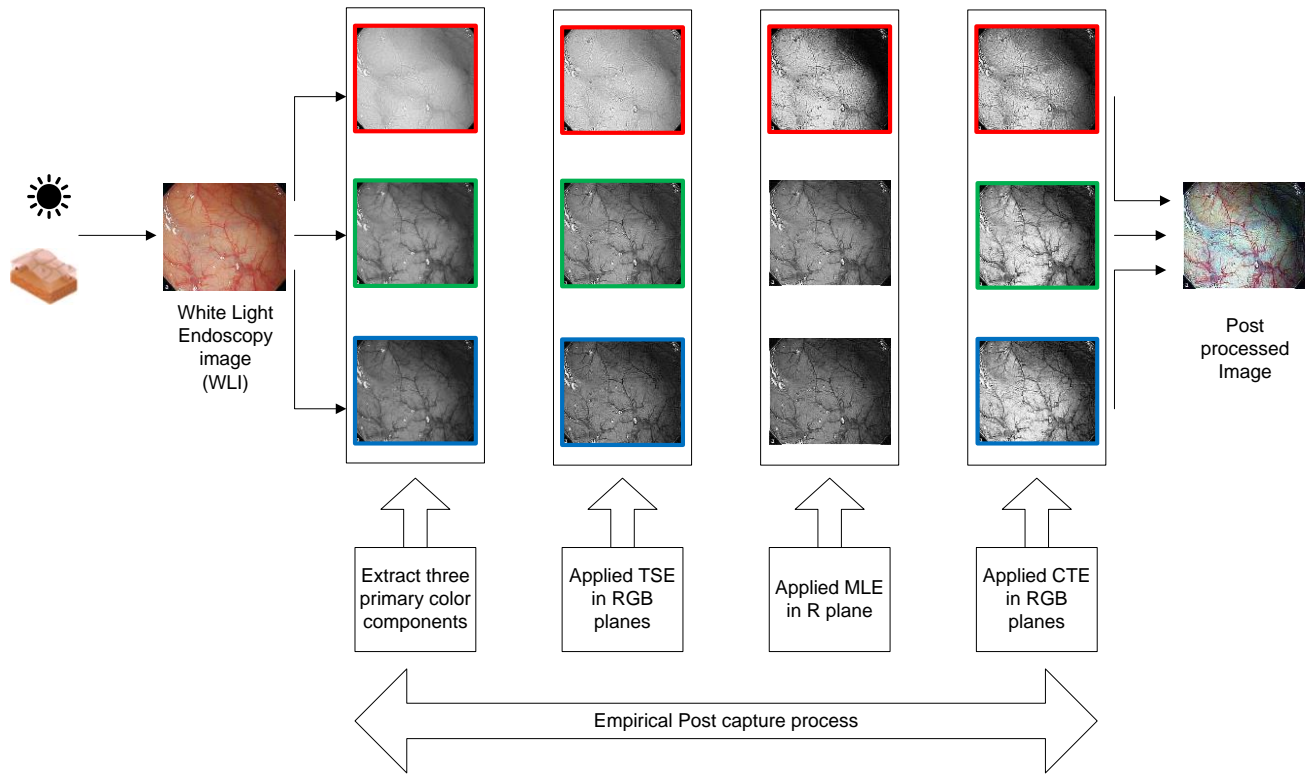 White Light
Endoscopy
image
(WLI)
Post
processed
Image
Extract three
primary color
components
Applied TSE
in RGB
planes
Applied MLE
in R plane
Applied CTE
in RGB
planes
Empirical Post capture process